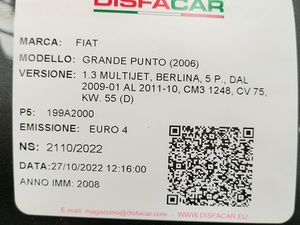 DISFACAR
MARCA: FIAT
MODELLO: GRANDE PUNTO (2006)
VERSIONE: 1.3 MULTIJET, BERLINA, 5 P., DAL
2009-01 AL 2011-10, CM3 1248, CV 75,
KW. 55 (D)
P5: 199A2000
EMISSIONE: EURO 4
NS: 2110/2022
DATA:27/10/2022 12:16:00
ANNO IMM: 2008
E-mail: magazzino@disfacar.eu
WWW.DISFACAR.EU